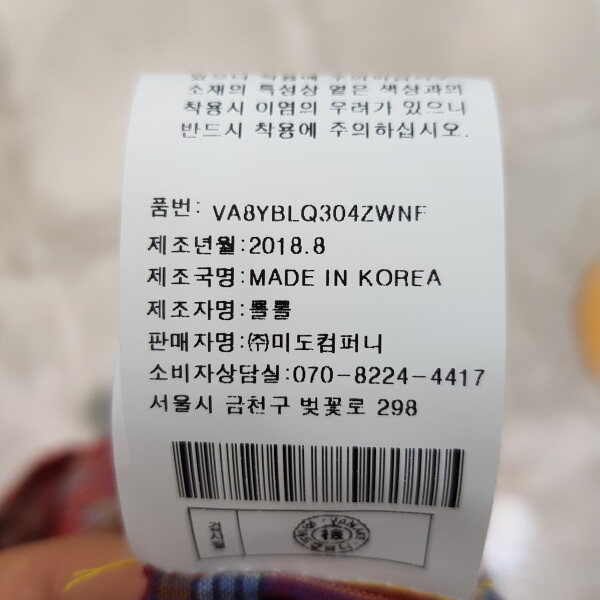 소재의 특성상 옅은 색상과의
착용시 이염의 우려가 있으니
반드시 착용에 주의하십시오.
품번: VA8YBLQ304ZWNF
제조년월:2018.8
제조국명:MADE IN KOREA
제조자명:롤롤
판매자명:㈜미도컴퍼니
소비자상담실:070-8224-4417
서울시 금천구 벚꽃로 298
검사필